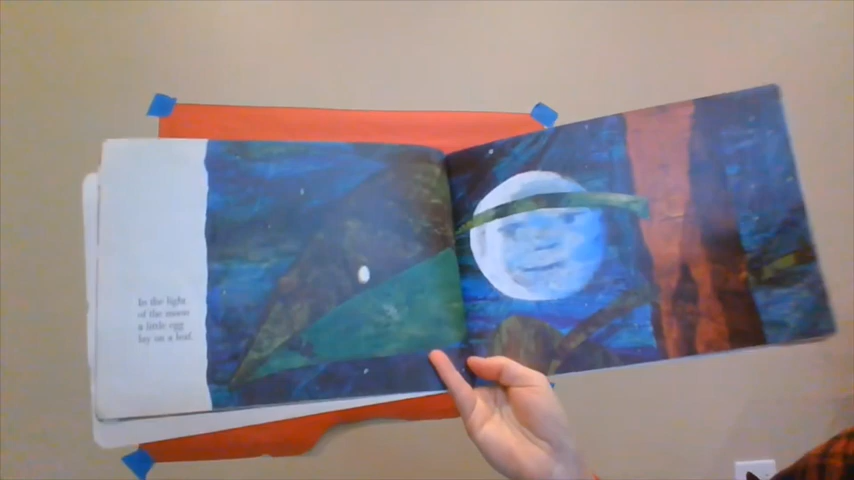 In the light
of the moon
a little egg
lay on a leaf.